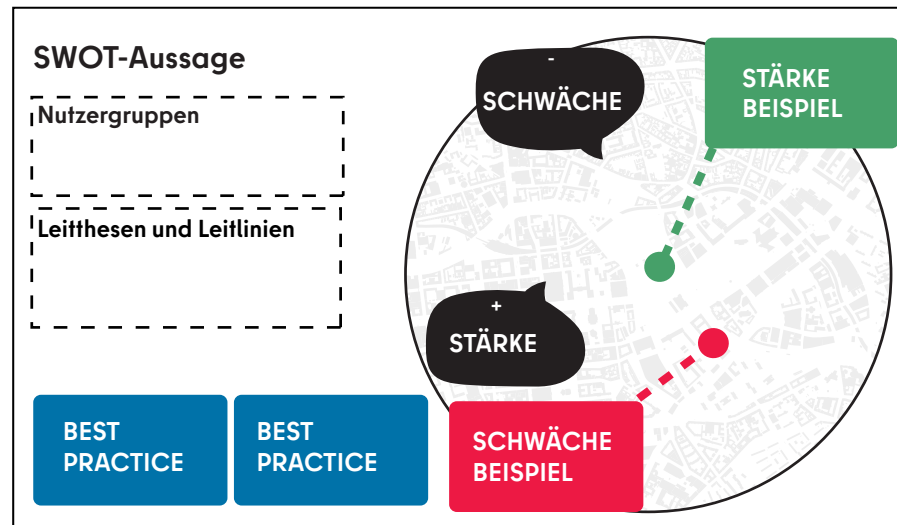 SWOT-Aussage
Nutzergruppen
Leitthesen und Leitlinien
BEST
PRACTICE
BEST
PRACTICE
-
SCHWÄCHE
STÄRKE
BEISPIEL
+
STÄRKE
SCHWÄCHE
BEISPIEL